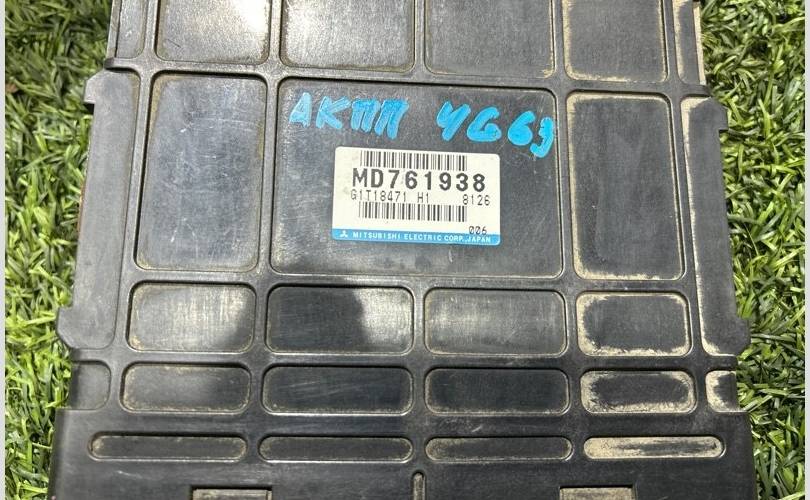 АКПП 4G63
MD761938
G1T18471 H1 8126
006
MITSUBISHI ELECTRIC CORP., JAPAN